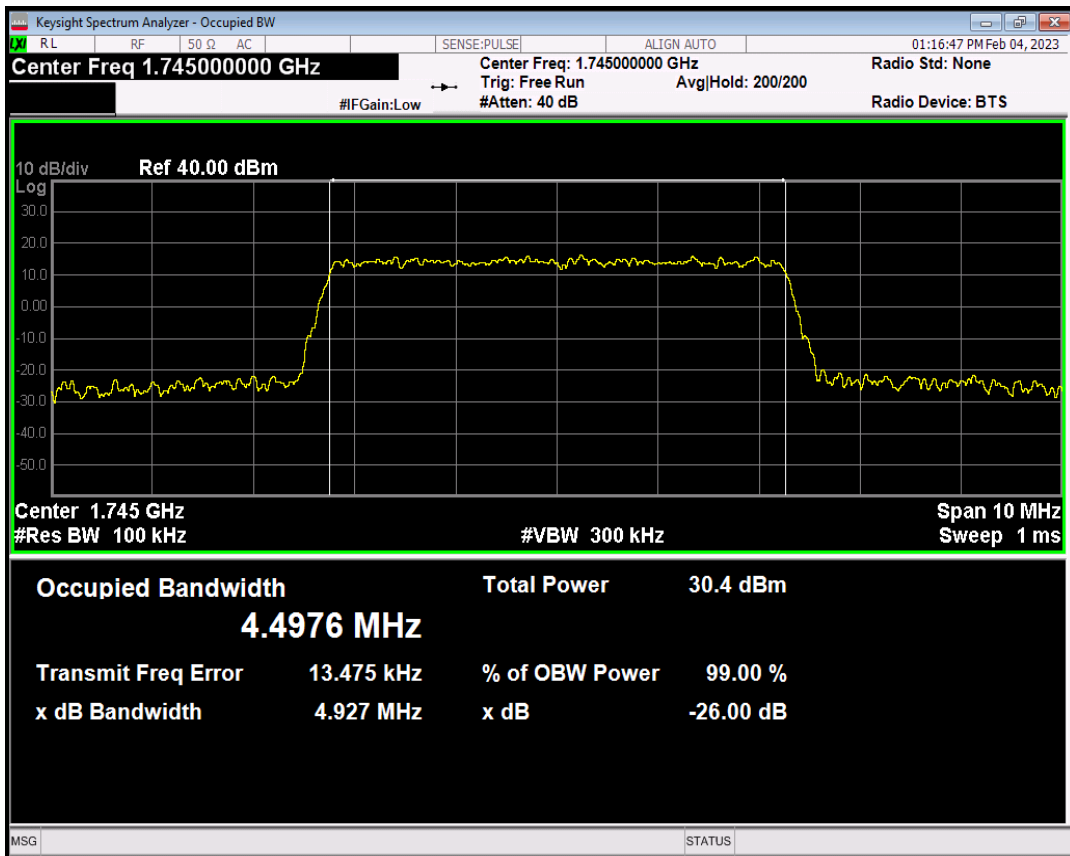 Keysight Spectrum Analyzer - Occupied BW
LXI RL RF 50 Ω AC SENSE:PULSE ALIGN AUTO 01:16:47 PM Feb 04, 2023
Center Freq 1.745000000 GHz Center Freq: 1.745000000 GHz Radio Std: None
Trig: Free Run Avg|Hold: 200/200
#IFGain:Low #Atten: 40 dB Radio Device: BTS
10 dB/div Ref 40.00 dBm
Log
30.0
20.0
10.0
0.00
-10.0
-20.0
-30.0
-40.0
-50.0
Center 1.745 GHz Span 10 MHz
#Res BW 100 kHz #VBW 300 kHz Sweep 1 ms
Occupied Bandwidth Total Power 30.4 dBm
4.4976 MHz
Transmit Freq Error 13.475 kHz % of OBW Power 99.00 %
x dB Bandwidth 4.927 MHz x dB -26.00 dB
MSG STATUS